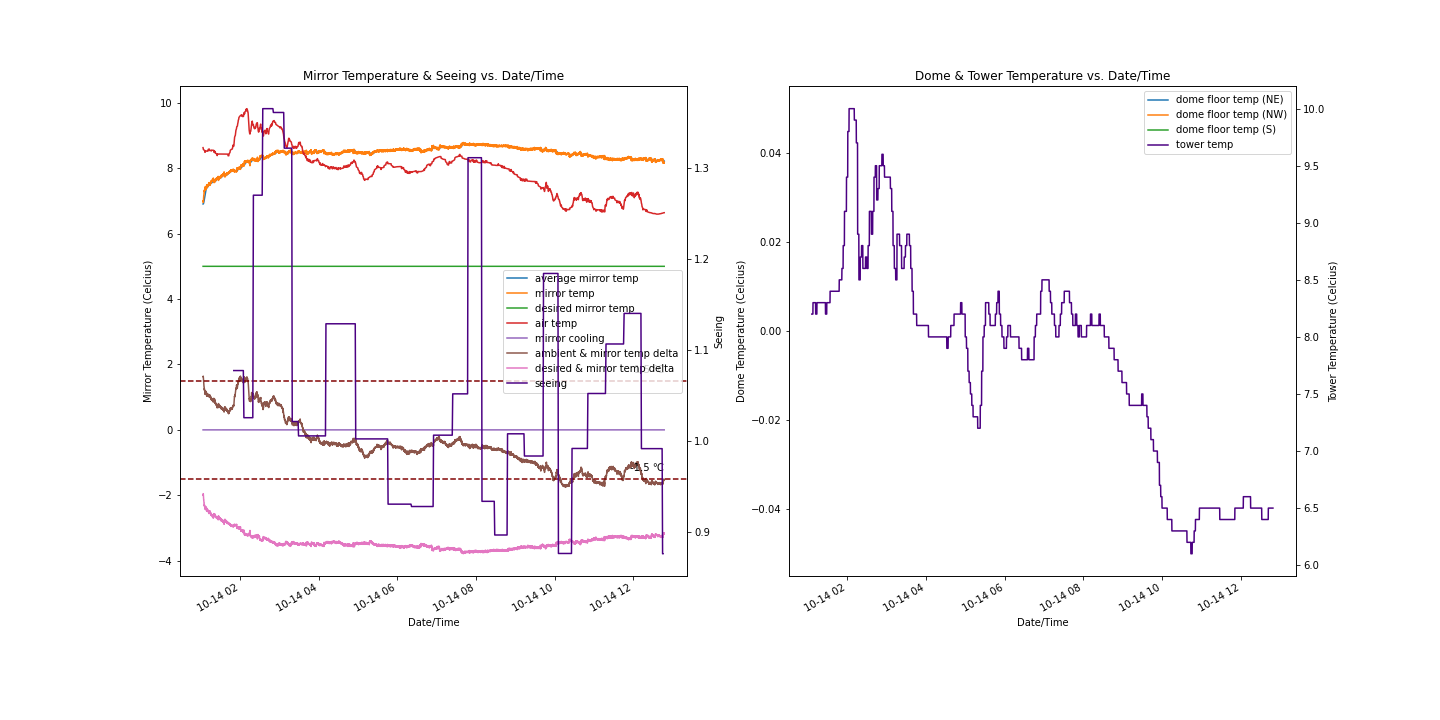 Mirror Temperature & Seeing vs. Date/Time
10
8
6
4
2
0
−2
−4
Mirror Temperature (Celcius)
1.3
1.2
1.1
1.0
0.9
Seeing
average mirror temp
mirror temp
desired mirror temp
air temp
mirror cooling
ambient & mirror temp delta
desired & mirror temp delta
seeing
-1.5 °C
10-14 02
10-14 04
10-14 06
10-14 08
10-14 10
10-14 12
Date/Time
Dome & Tower Temperature vs. Date/Time
0.04
0.02
0.00
−0.02
−0.04
Dome Temperature (Celcius)
10.0
9.5
9.0
8.5
8.0
7.5
7.0
6.5
6.0
Tower Temperature (Celcius)
dome floor temp (NE)
dome floor temp (NW)
dome floor temp (S)
tower temp
10-14 02
10-14 04
10-14 06
10-14 08
10-14 10
10-14 12
Date/Time